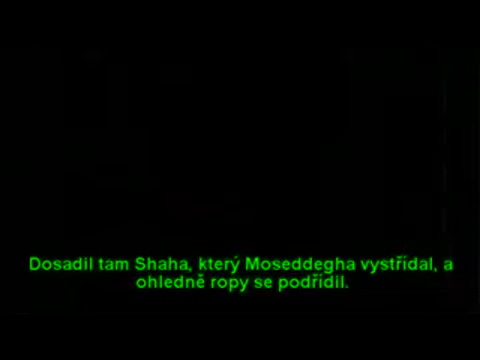 Dosadil tam Shaha, který Moseddegha vystřídal, a
ohledně ropy se podřídil.